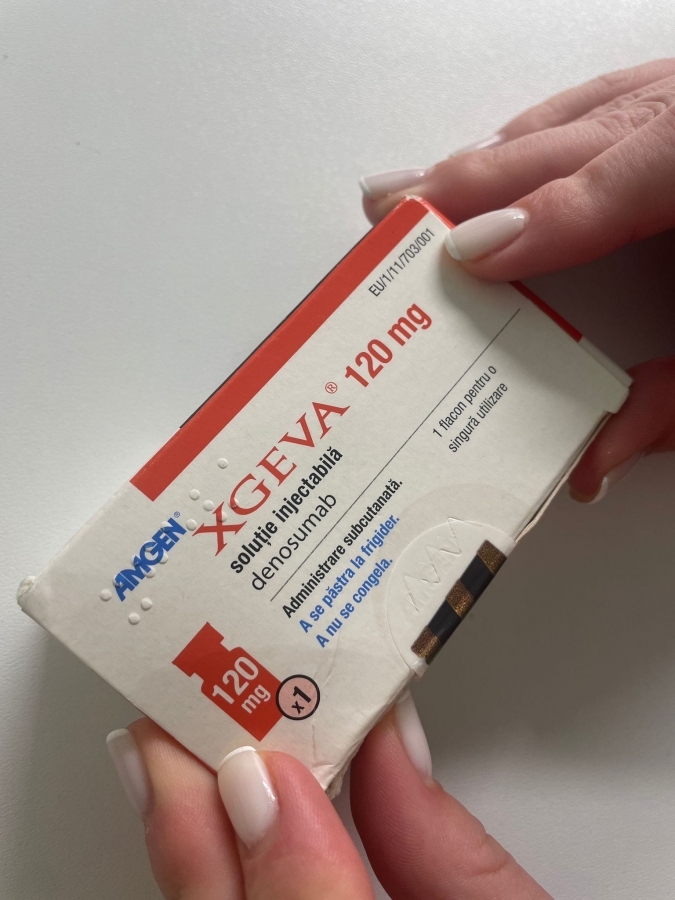 EU/1/11/703/001
AMGEN®
XGEVA® 120 mg
soluție injectabilă
denosumab
1 flacon pentru o
singură utilizare
Administrare subcutanată.
A se păstra la frigider.
A nu se congela.
120
mg
x1